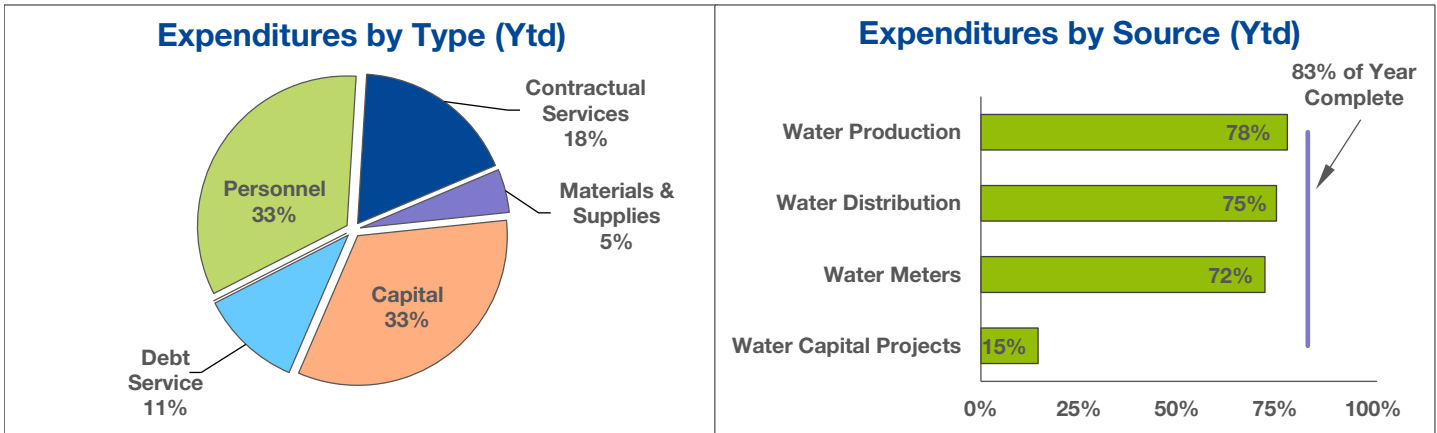 Expenditures by Type (Ytd)
Contractual
Services
18%
Materials &
Supplies
5%
Personnel
33%
Capital
33%
Debt
Service
11%
Expenditures by Source (Ytd)
83% of Year
Complete
Water Production
78%
Water Distribution
75%
Water Meters
72%
Water Capital Projects
15%
0% 25% 50% 75% 100%